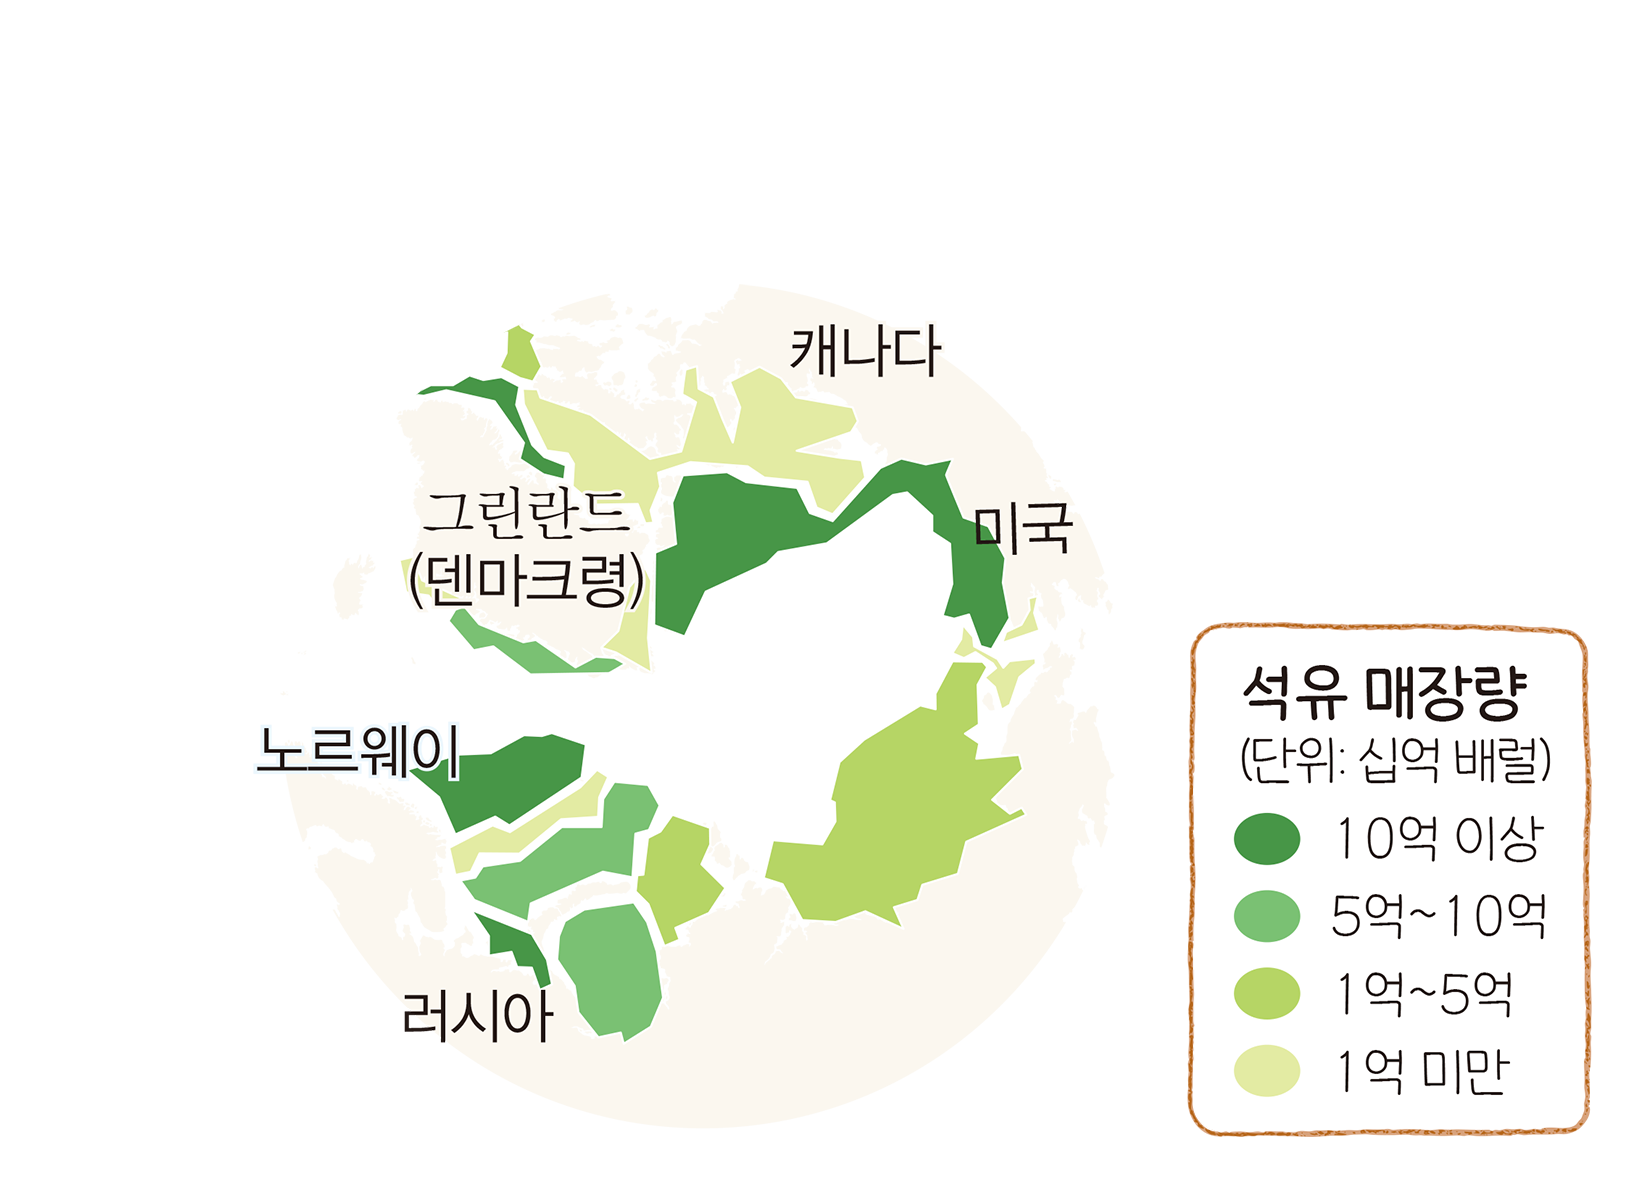 캐나다
미국
그린란드
(덴마크령)
노르웨이
러시아
석유 매장량
(단위: 십억 배럴)
10억 이상
5억~10억
1억~5억
1억 미만